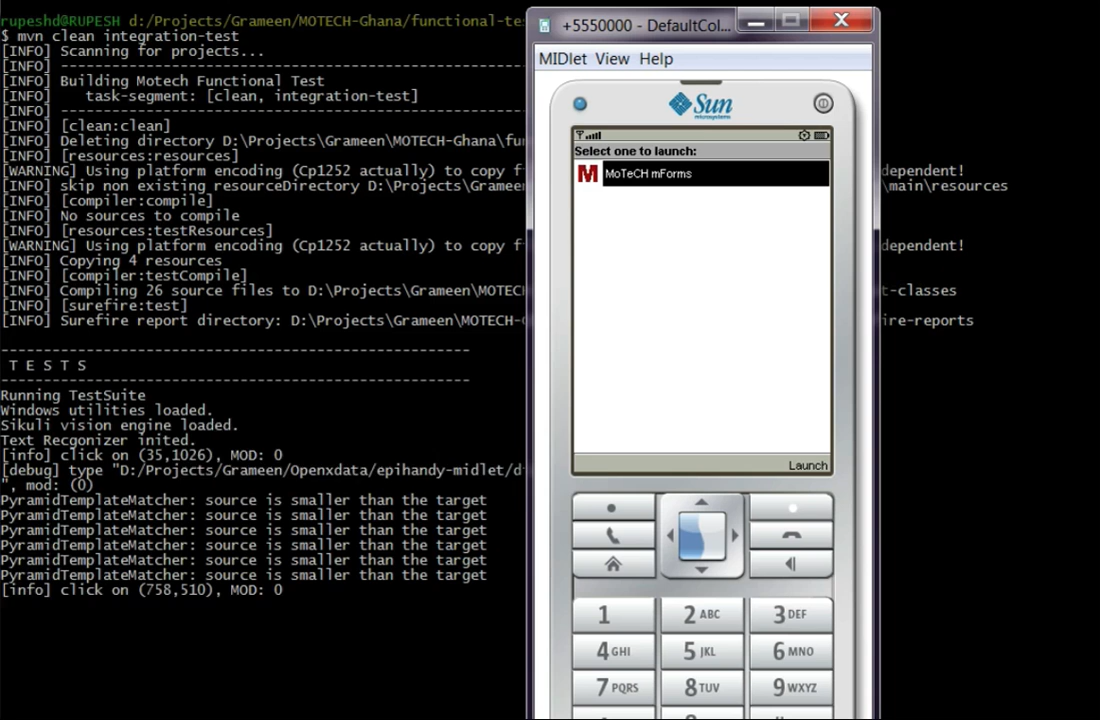 rupeshd@RUPESH d:/Projects/Grameen/MOTECH-Ghana/functional-te
$ mvn clean integration-test
[INFO] Scanning for projects...
[INFO] ------------------------------------------------------
[INFO] Building Motech Functional Test
[INFO]    task-segment: [clean, integration-test]
[INFO] ------------------------------------------------------
[INFO] [clean:clean]
[INFO] Deleting directory D:\Projects\Grameen\MOTECH-Ghana\fun
[INFO] [resources:resources]
[WARNING] Using platform encoding (Cp1252 actually) to copy f dependent!
[INFO] skip non existing resourceDirectory D:\Projects\Gramee \main\resources
[INFO] [compiler:compile]
[INFO] No sources to compile
[INFO] [resources:testResources]
[WARNING] Using platform encoding (Cp1252 actually) to copy f dependent!
[INFO] Copying 4 resources
[INFO] [compiler:testCompile]
[INFO] Compiling 26 source files to D:\Projects\Grameen\MOTEC t-classes
[INFO] [surefire:test]
[INFO] Surefire report directory: D:\Projects\Grameen\MOTECH- ire-reports
-------------------------------------------------------
T E S T S
-------------------------------------------------------
Running TestSuite
Windows utilities loaded.
Sikuli vision engine loaded.
Text Recgonizer inited.
[info] click on (35,1026), MOD: 0
[debug] type "D:/Projects/Grameen/Openxdata/epihandy-midlet/d
", mod: (0)
PyramidTemplateMatcher: source is smaller than the target
PyramidTemplateMatcher: source is smaller than the target
PyramidTemplateMatcher: source is smaller than the target
PyramidTemplateMatcher: source is smaller than the target
PyramidTemplateMatcher: source is smaller than the target
PyramidTemplateMatcher: source is smaller than the target
[info] click on (758,510), MOD: 0
+5550000 - DefaultCol...
MIDlet View Help
Sun
microsystems
Select one to launch:
M MoTeCH mForms
Launch
1 2 ABC 3 DEF
4 GHI 5 JKL 6 MNO
7 PQRS 8 TUV 9 WXYZ